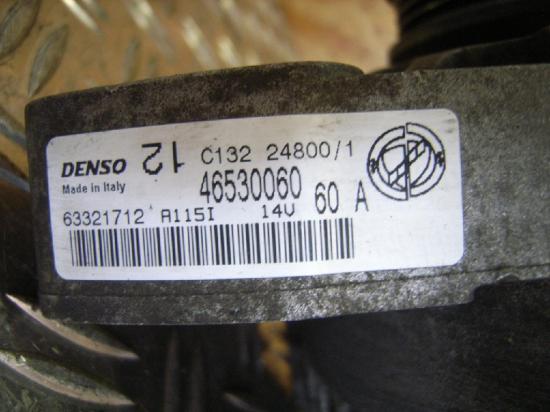 DENSO 12 C132 24800/1
Made in Italy 46530060
63321712 A115I 14V 60 A